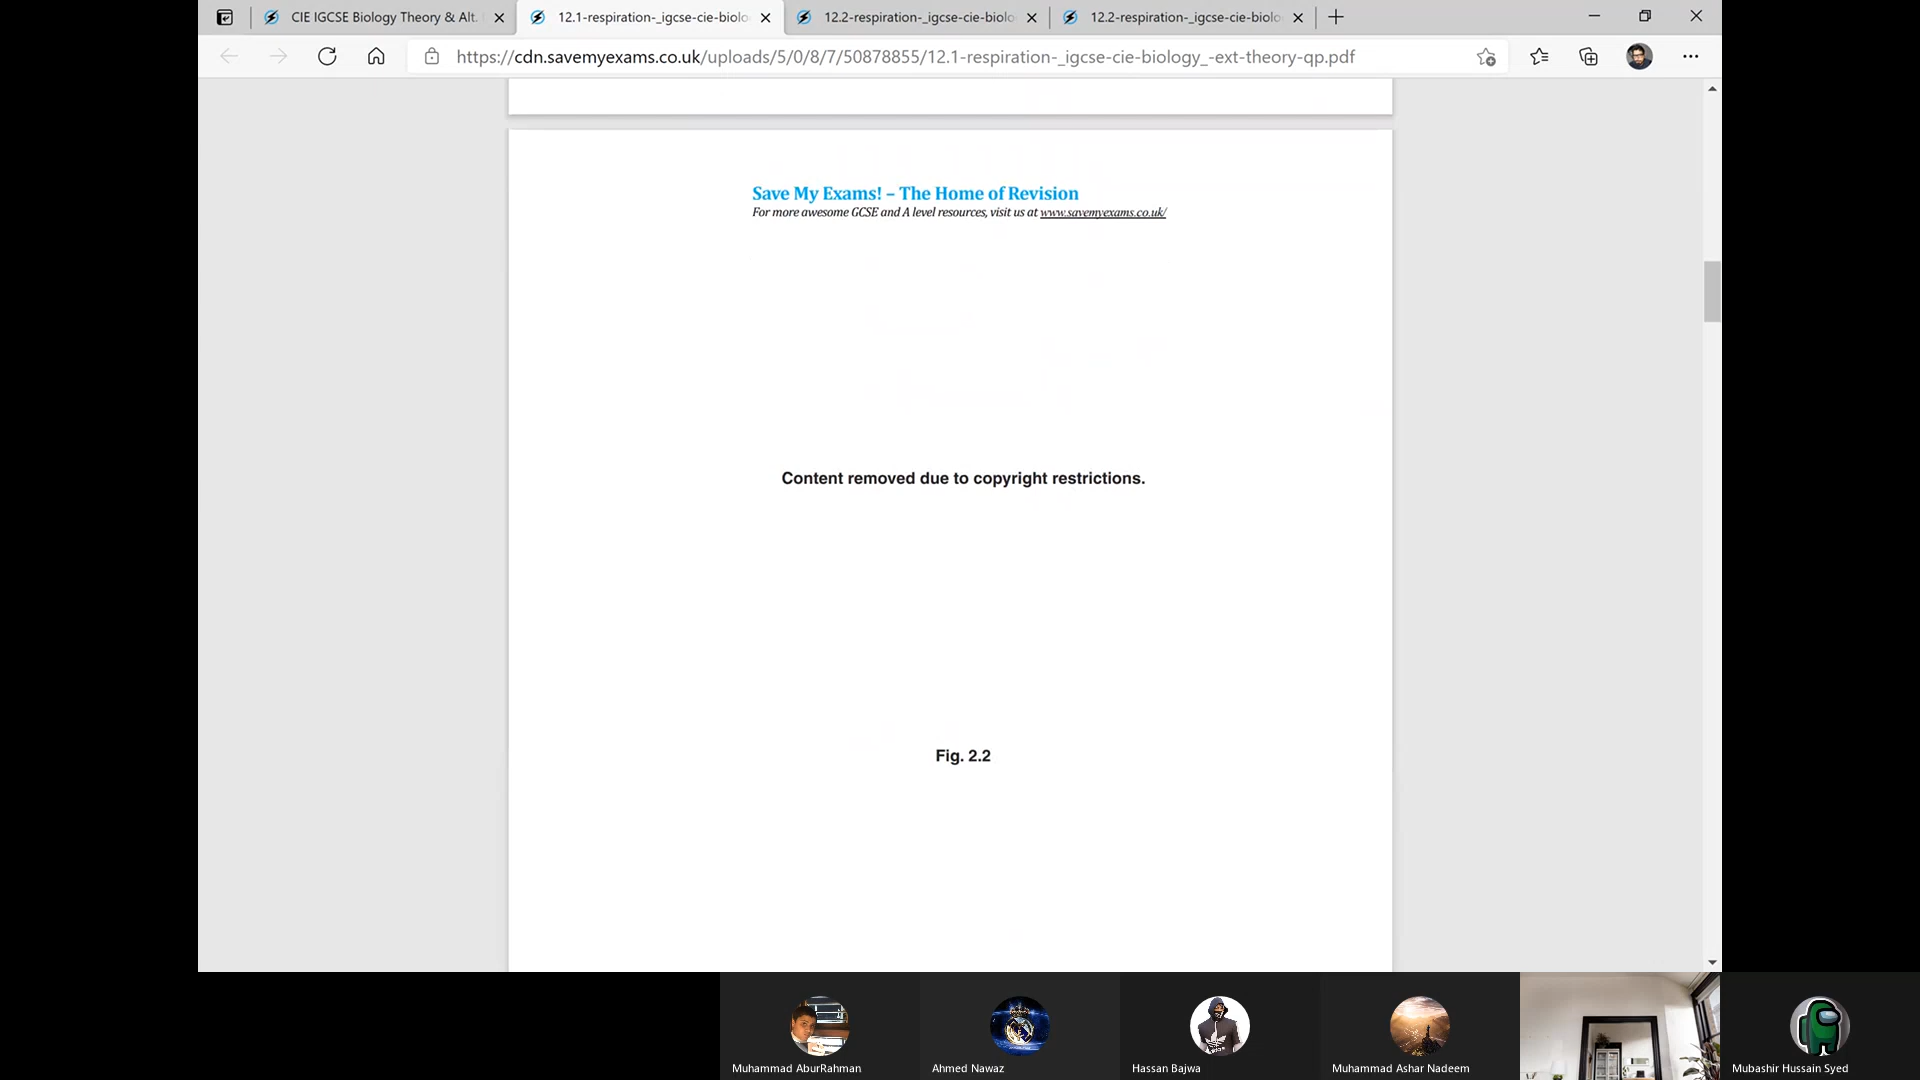 CIE IGCSE Biology Theory & Alt.
12.1-respiration-_igcse-cie-biolo
12.2-respiration-_igcse-cie-biolo
12.2-respiration-_igcse-cie-biolo
https://cdn.savemyexams.co.uk/uploads/5/0/8/7/50878855/12.1-respiration-_igcse-cie-biology_-ext-theory-qp.pdf
Save My Exams! – The Home of Revision
For more awesome GCSE and A level resources, visit us at www.savemyexams.co.uk/
Content removed due to copyright restrictions.
Fig. 2.2
Muhammad AburRahman
Ahmed Nawaz
Hassan Bajwa
Muhammad Ashar Nadeem
Mubashir Hussain Syed